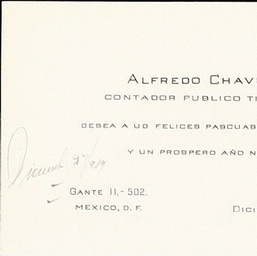 ALFREDO CHAV
CONTADOR PUBLICO T
DESEA A UD FELICES PASCUAS
Y UN PROSPERO AÑO N
GANTE 11.- 502.
MEXICO, D. F.
DICI